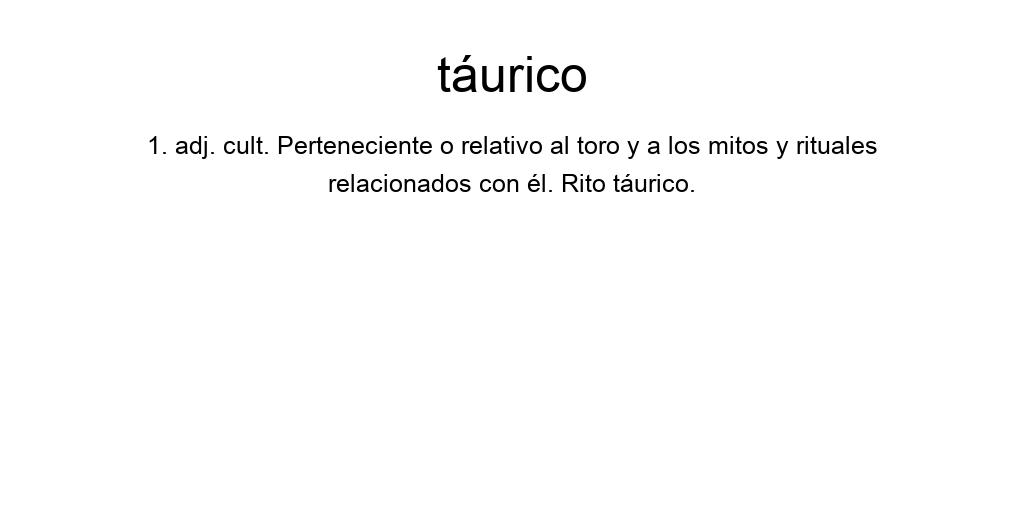 táurico
1. adj. cult. Perteneciente o relativo al toro y a los mitos y rituales
relacionados con él. Rito táurico.